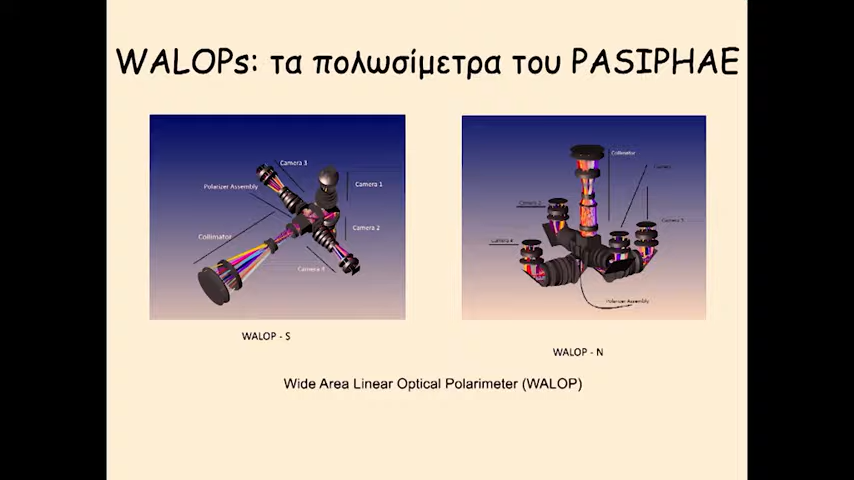 WALOPs: τα πολωσίμετρα του PASIPHAE
Camera 3
Polarizer Assembly
Camera 1
Collimator
Camera 2
Camera 4
WALOP - S
Collimator
Camera 3
Polarizer Assembly
WALOP - N
Wide Area Linear Optical Polarimeter (WALOP)